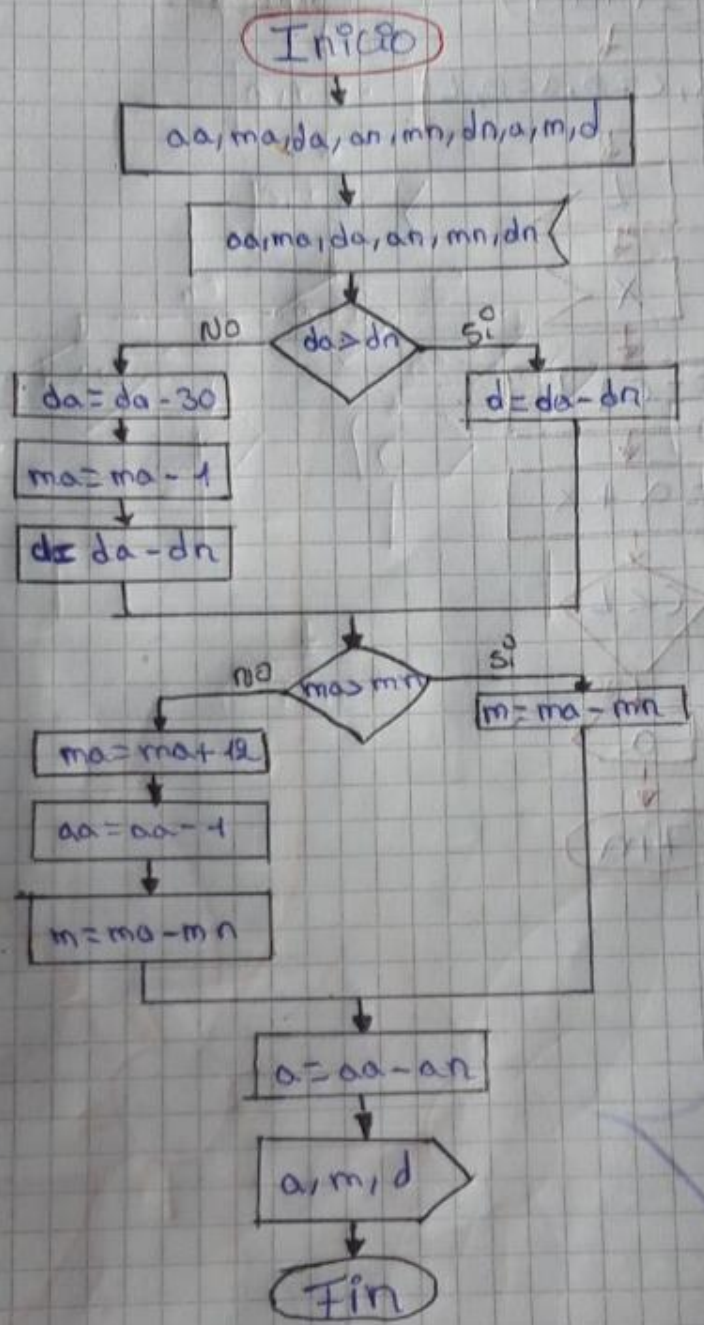 Inicio
aa, ma, da, an, mn, dn, a, m, d
aa, ma, da, an, mn, dn
NO
da > dn
Si
da = da - 30
d = da - dn
ma = ma - 1
d = da - dn
NO
ma > mn
Si
m = ma - mn
ma = ma + 12
aa = aa - 1
m = ma - mn
a = aa - an
a, m, d
Fin